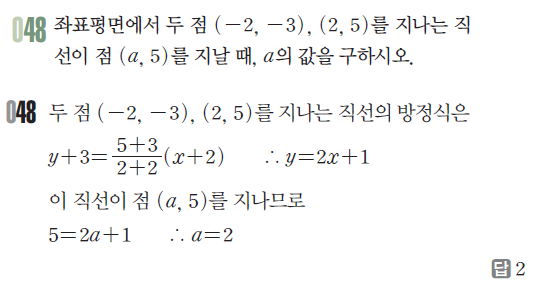 048 좌표평면에서 두 점 (−2, −3), (2, 5)를 지나는 직
선이 점 (a, 5)를 지날 때, a의 값을 구하시오.
048 두 점 (−2, −3), (2, 5)를 지나는 직선의 방정식은
y+3=\frac{5+3}{2+2}(x+2) ∴ y=2x+1
이 직선이 점 (a, 5)를 지나므로
5=2a+1 ∴ a=2
답 2